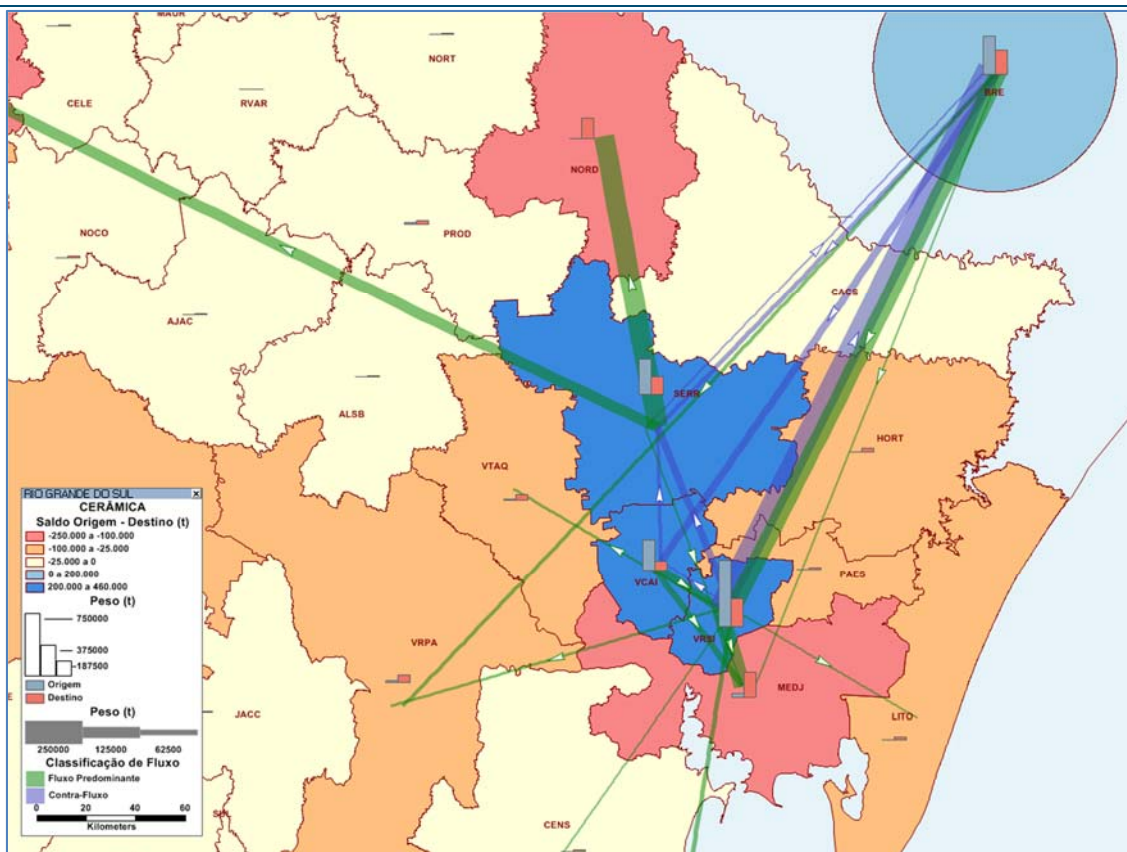 MAUR
NORT
CELE
RVAR
BRE
NORD
PROD
NOCO
CACS
AJAC
SERR
ALSB
HORT
VTAQ
RIO GRANDE DO SUL
CERÂMICA
Saldo Origem - Destino (t)
-250.000 a -100.000
-100.000 a -25.000
-25.000 a 0
0 a 200.000
200.000 a 460.000
Peso (t)
750000
375000
187500
Origem
Destino
Peso (t)
250000 125000 62500
Classificação de Fluxo
Fluxo Predominante
Contra-Fluxo
0 20 40 60
Kilometers
VCAI
PAES
VRSI
VRPA
MEDJ
JACC
LITO
CENS